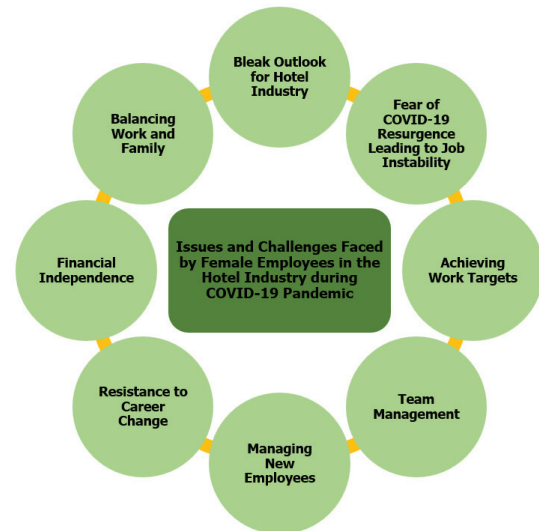 Bleak Outlook
for Hotel
Industry
Fear of
COVID-19
Resurgence
Leading to Job
Instability
Achieving
Work Targets
Team
Management
Managing
New
Employees
Resistance to
Career
Change
Financial
Independence
Balancing
Work and
Family
Issues and Challenges Faced
by Female Employees in the
Hotel Industry during
COVID-19 Pandemic